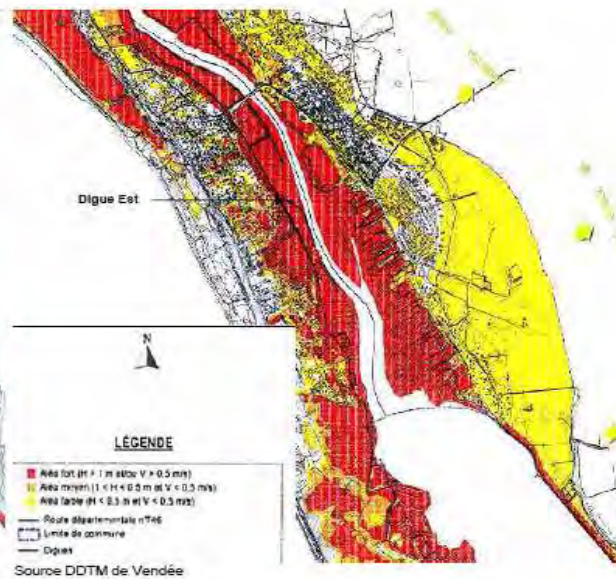 Digue Est
N
LÉGENDE
Aléa fort (H > 1 m et/ou V > 0.5 m/s)
Aléa moyen (1 < H < 0.5 m et V < 0.5 m/s)
Aléa faible (H < 0.5 m et V < 0.5 m/s)
Route départementale n°746
Limite de commune
Digues
Source DDTM de Vendée